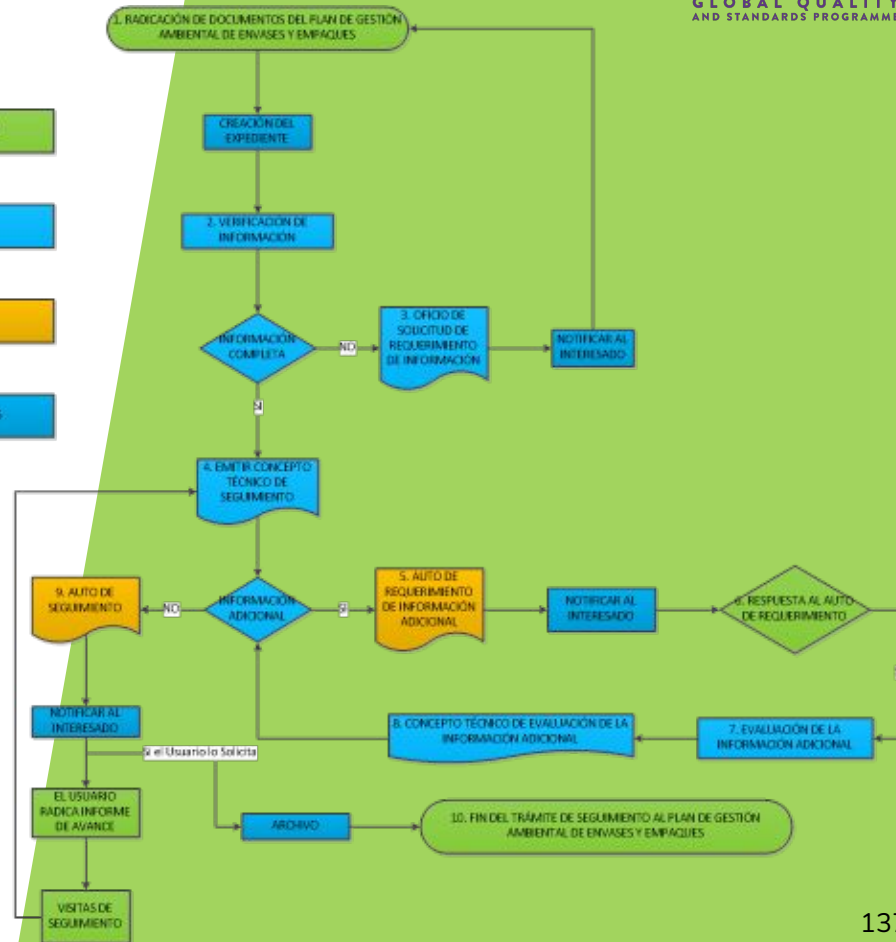 GLOBAL QUALITY
AND STANDARDS PROGRAMME
1. RADICACIÓN DE DOCUMENTOS DEL PLAN DE GESTIÓN
AMBIENTAL DE ENVASES Y EMPAQUES
CREACIÓN DEL
EXPEDIENTE
2. VERIFICACIÓN DE
INFORMACIÓN
INFORMACIÓN
COMPLETA
NO
3. OFICIO DE
SOLICITUD DE
REQUERIMIENTO
DE INFORMACIÓN
NOTIFICAR AL
INTERESADO
SI
4. EMITIR CONCEPTO
TÉCNICO DE
SEGUIMIENTO
9. AUTO DE
SEGUIMIENTO
NO
INFORMACIÓN
ADICIONAL
SI
5. AUTO DE
REQUERIMIENTO
DE INFORMACIÓN
ADICIONAL
NOTIFICAR AL
INTERESADO
6. RESPUESTA AL AUTO
DE REQUERIMIENTO
NOTIFICAR AL
INTERESADO
8. CONCEPTO TÉCNICO DE EVALUACIÓN DE LA
INFORMACIÓN ADICIONAL
7. EVALUACIÓN DE LA
INFORMACIÓN ADICIONAL
Si el Usuario lo Solicita
EL USUARIO
RADICA INFORME
DE AVANCE
ARCHIVO
10. FIN DEL TRÁMITE DE SEGUIMIENTO AL PLAN DE GESTIÓN
AMBIENTAL DE ENVASES Y EMPAQUES
VISITAS DE
SEGUIMIENTO
137